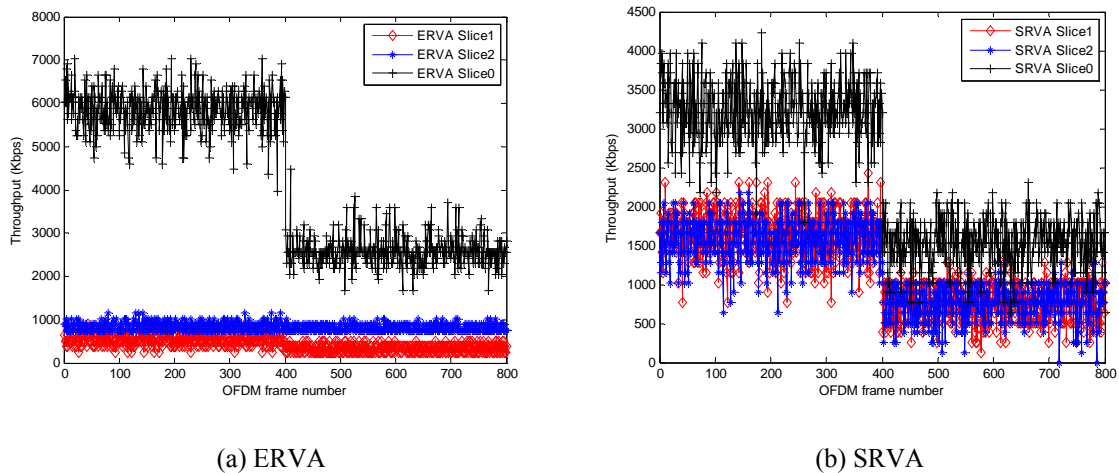 8000
7000
6000
5000
4000
3000
2000
1000
0
Throughput (Kbps)
0 100 200 300 400 500 600 700 800
OFDM frame number
ERVA Slice1
ERVA Slice2
ERVA Slice0
(a) ERVA
4500
4000
3500
3000
2500
2000
1500
1000
500
0
Throughput (Kbps)
0 100 200 300 400 500 600 700 800
OFDM frame number
SRVA Slice1
SRVA Slice2
SRVA Slice0
(b) SRVA